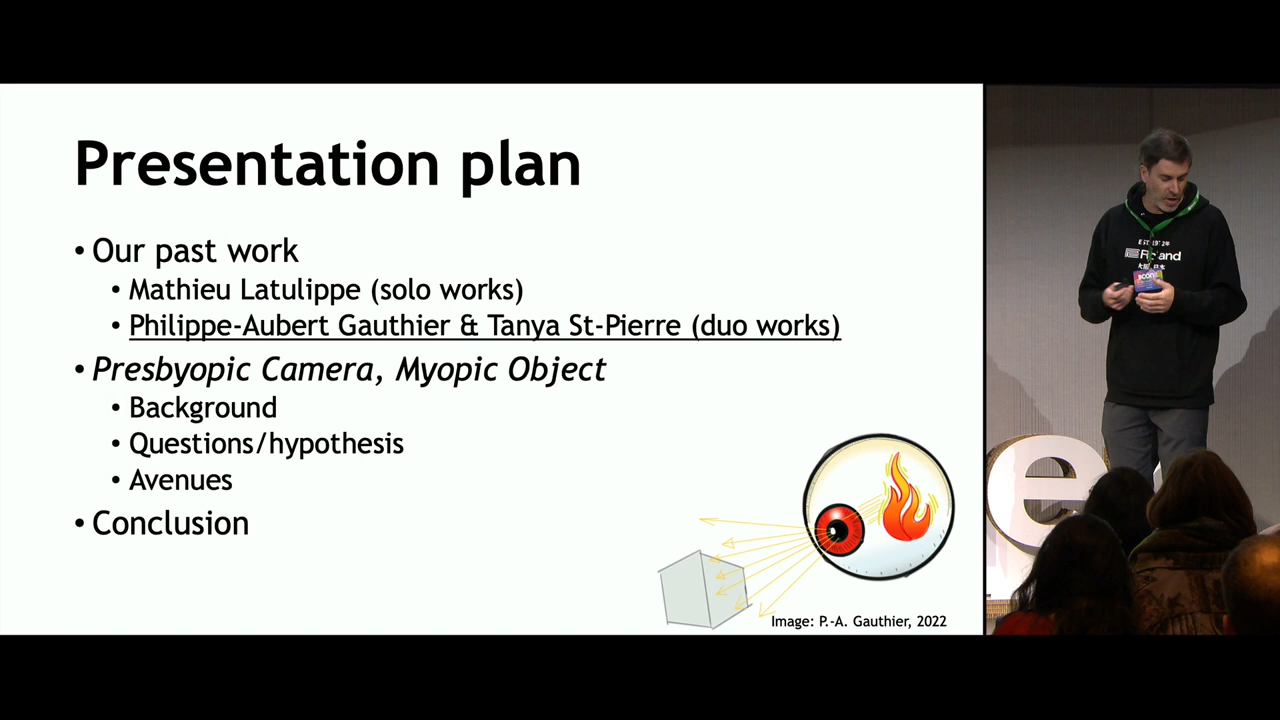 Presentation plan
• Our past work
• Mathieu Latulippe (solo works)
• Philippe-Aubert Gauthier & Tanya St-Pierre (duo works)
• Presbyopic Camera, Myopic Object
• Background
• Questions/hypothesis
• Avenues
• Conclusion
Image: P.-A. Gauthier, 2022
e